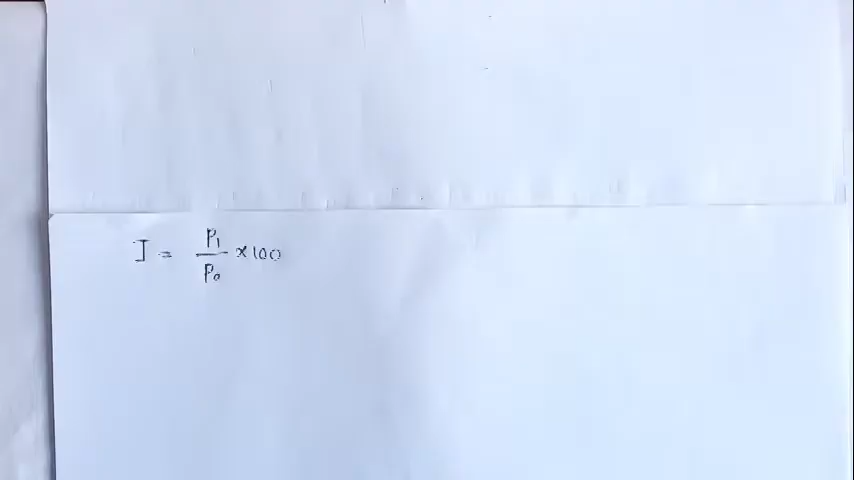 I = P₁/P₀ × 100